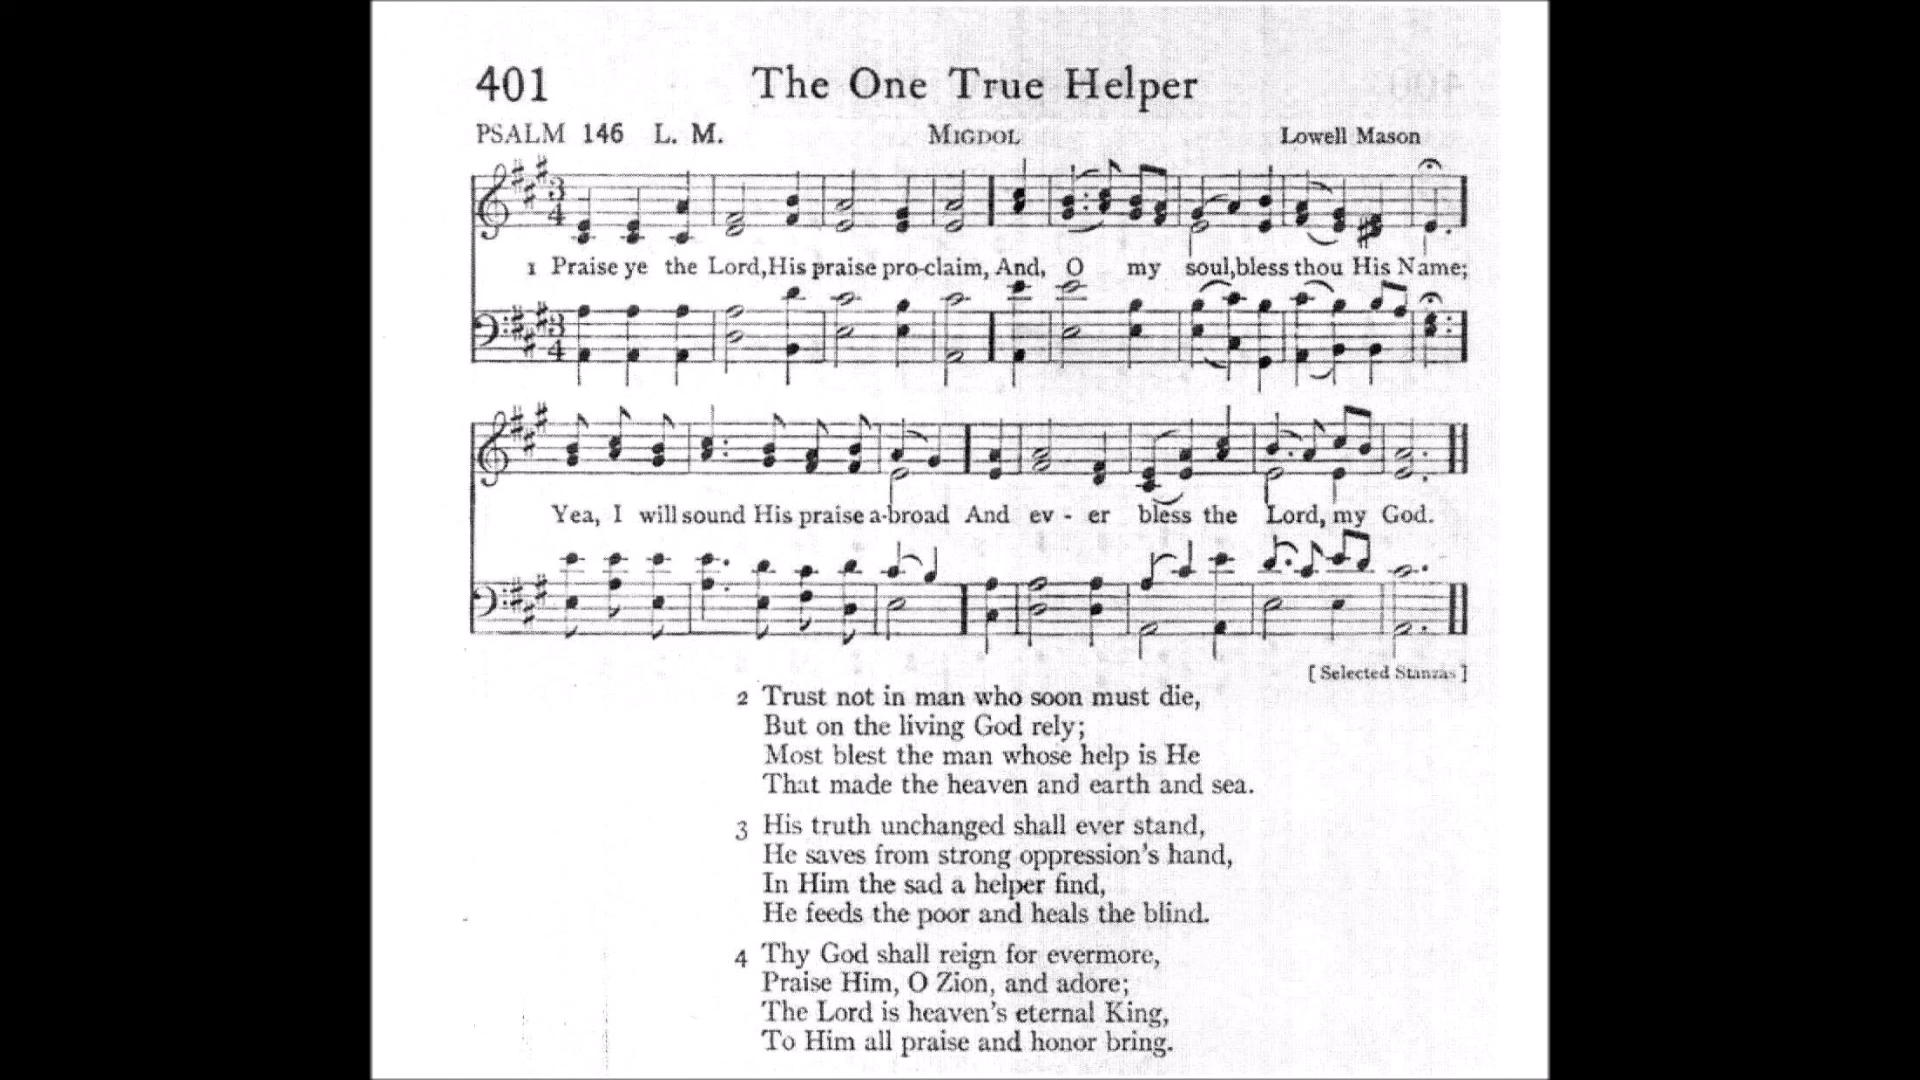 401 The One True Helper
PSALM 146 L. M. MIGDOL Lowell Mason
3 4
1 Praise ye the Lord, His praise pro-claim, And, O my soul, bless thou His Name;
3 4
Yea, I will sound His praise a-broad And ev - er bless the Lord, my God.
[ Selected Stanzas ]
2 Trust not in man who soon must die,
But on the living God rely;
Most blest the man whose help is He
That made the heaven and earth and sea.
3 His truth unchanged shall ever stand,
He saves from strong oppression's hand,
In Him the sad a helper find,
He feeds the poor and heals the blind.
4 Thy God shall reign for evermore,
Praise Him, O Zion, and adore;
The Lord is heaven's eternal King,
To Him all praise and honor bring.